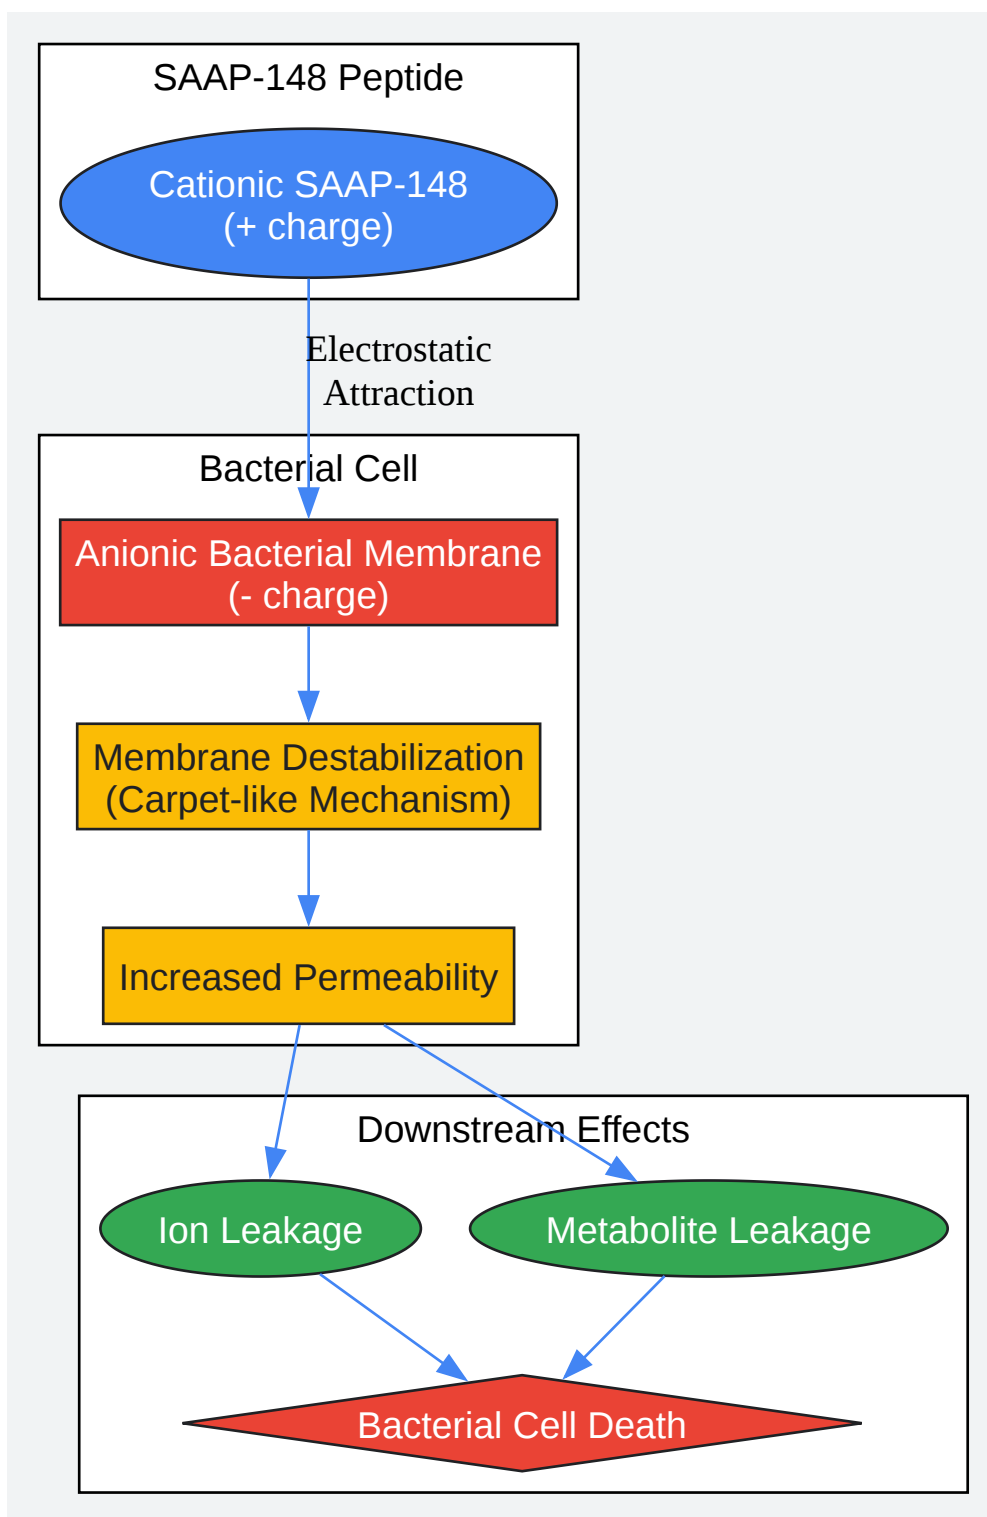 SAAP-148 Peptide
Cationic SAAP-148
(+ charge)
Electrostatic
Attraction
Bacterial Cell
Anionic Bacterial Membrane
(- charge)
Membrane Destabilization
(Carpet-like Mechanism)
Increased Permeability
Downstream Effects
Ion Leakage
Metabolite Leakage
Bacterial Cell Death